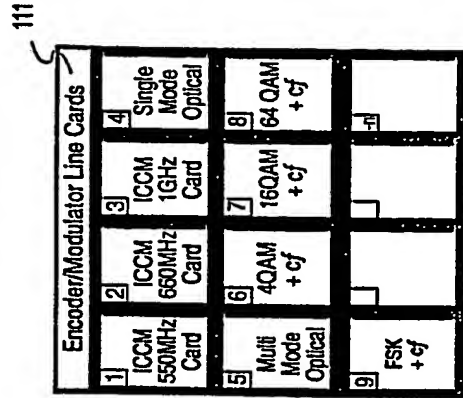 111
Encoder/Modulator Line Cards
1
ICCM
550MHz
Card
2
ICCM
660MHz
Card
3
ICCM
1GHz
Card
4
Single
Mode
Optical
5
Multi
Mode
Optical
6
4QAM
+ cf
7
16QAM
+ cf
8
64 QAM
+ cf
9
FSK
+ cf
-n